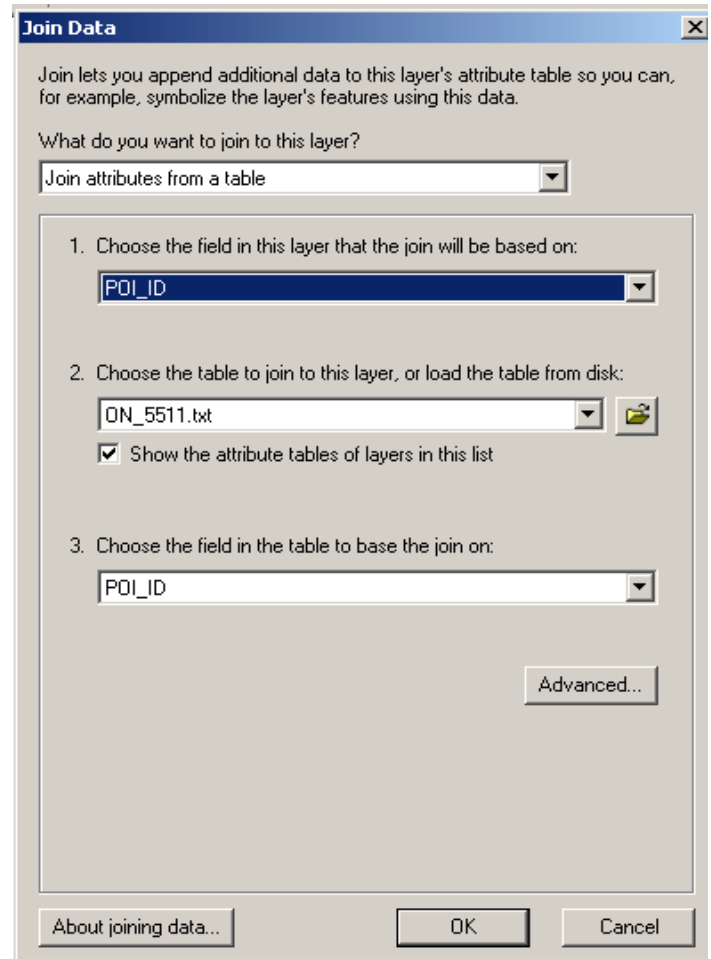 Join Data
Join lets you append additional data to this layer's attribute table so you can,
for example, symbolize the layer's features using this data.
What do you want to join to this layer?
Join attributes from a table
1. Choose the field in this layer that the join will be based on:
POI_ID
2. Choose the table to join to this layer, or load the table from disk:
ON_5511.txt
Show the attribute tables of layers in this list
3. Choose the field in the table to base the join on:
POI_ID
Advanced...
About joining data...
OK
Cancel